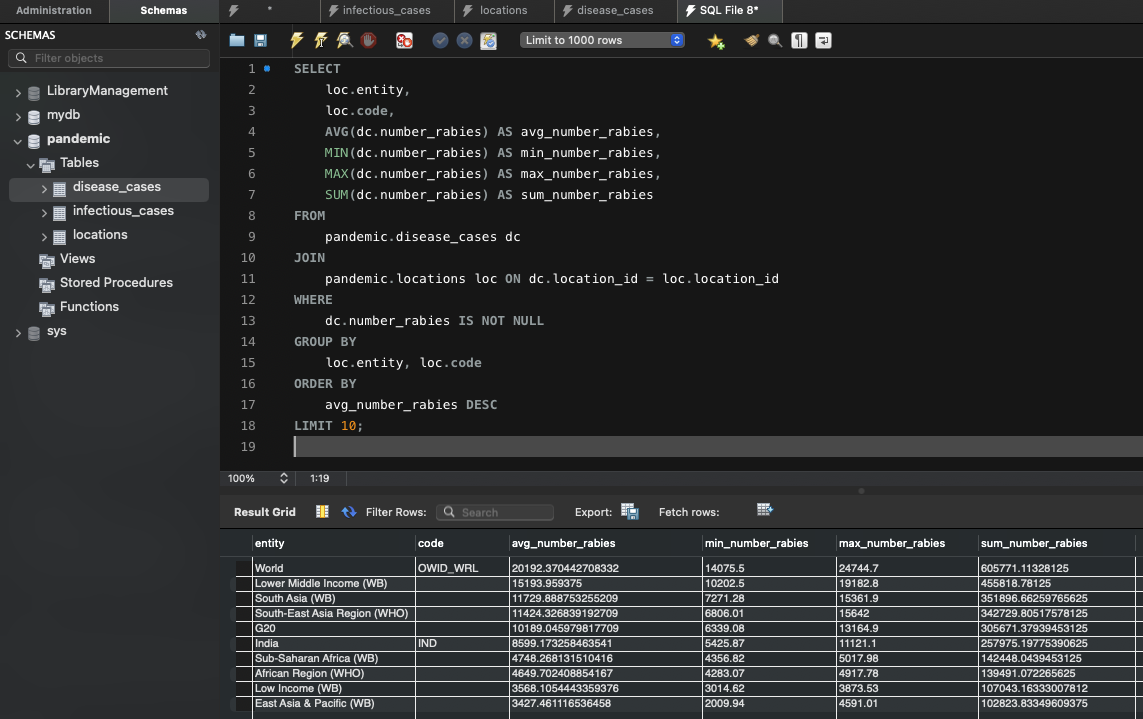 Administration Schemas * infectious_cases locations disease_cases SQL File 8*
SCHEMAS
Filter objects
LibraryManagement
mydb
pandemic
Tables
disease_cases
infectious_cases
locations
Views
Stored Procedures
Functions
sys
Limit to 1000 rows
1 SELECT
2 loc.entity,
3 loc.code,
4 AVG(dc.number_rabies) AS avg_number_rabies,
5 MIN(dc.number_rabies) AS min_number_rabies,
6 MAX(dc.number_rabies) AS max_number_rabies,
7 SUM(dc.number_rabies) AS sum_number_rabies
8 FROM
9 pandemic.disease_cases dc
10 JOIN
11 pandemic.locations loc ON dc.location_id = loc.location_id
12 WHERE
13 dc.number_rabies IS NOT NULL
14 GROUP BY
15 loc.entity, loc.code
16 ORDER BY
17 avg_number_rabies DESC
18 LIMIT 10;
19
100% 1:19
Result Grid Filter Rows: Search Export: Fetch rows:
entity code avg_number_rabies min_number_rabies max_number_rabies sum_number_rabies
World OWID_WRL 20192.370442708332 14075.5 24744.7 605771.11328125
Lower Middle Income (WB) 15193.959375 10202.5 19182.8 455818.78125
South Asia (WB) 11729.888753255209 7271.28 15361.9 351896.66259765625
South-East Asia Region (WHO) 11424.326839192709 6806.01 15642 342729.80517578125
G20 10189.045979817709 6339.08 13164.9 305671.37939453125
India IND 8599.173258463541 5425.87 11121.1 257975.19775390625
Sub-Saharan Africa (WB) 4748.268131510416 4356.82 5017.98 142448.0439453125
African Region (WHO) 4649.702408854167 4283.07 4917.78 139491.072265625
Low Income (WB) 3568.1054443359376 3014.62 3873.53 107043.16333007812
East Asia & Pacific (WB) 3427.461116536458 2009.94 4591.01 102823.83349609375